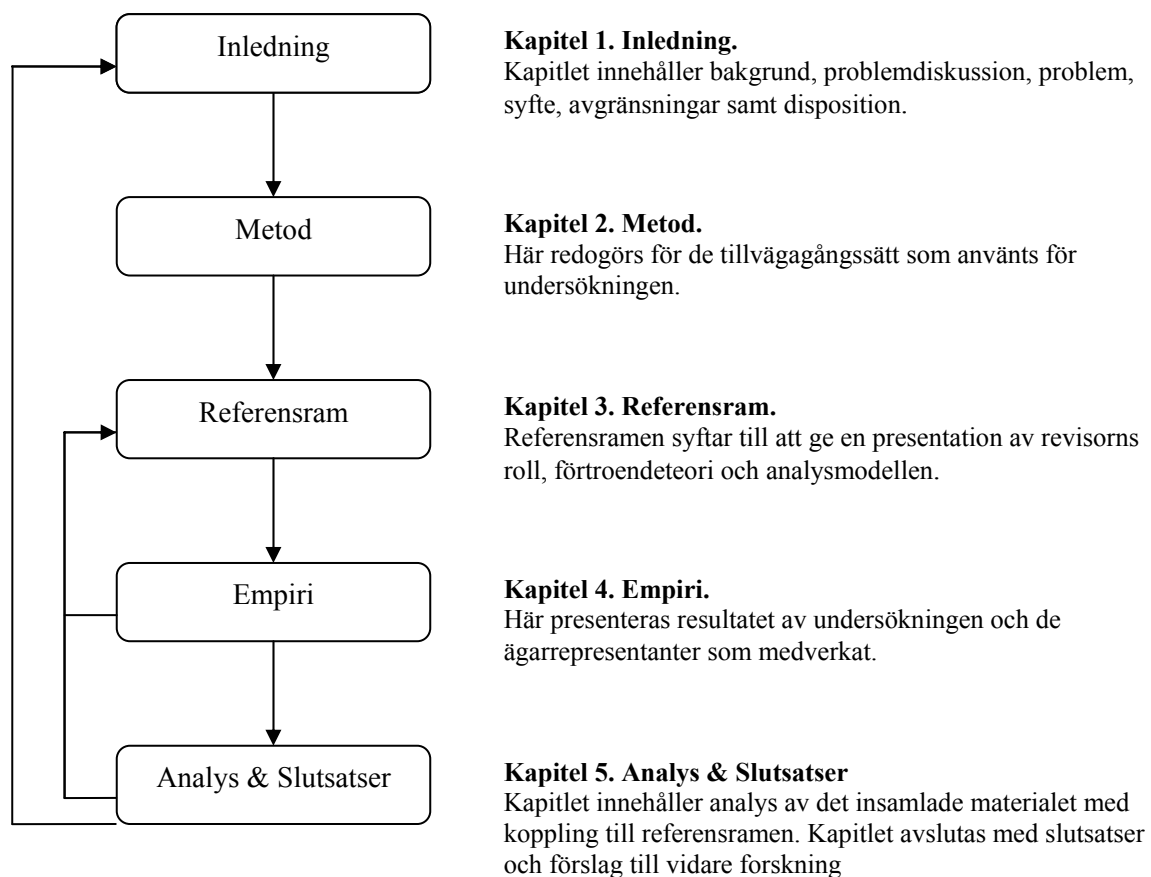 Inledning
Kapitel 1. Inledning.
Kapitlet innehåller bakgrund, problemdiskussion, problem,
syfte, avgränsningar samt disposition.
Metod
Kapitel 2. Metod.
Här redogörs för de tillvägagångssätt som använts för
undersökningen.
Referensram
Kapitel 3. Referensram.
Referensramen syftar till att ge en presentation av revisorns
roll, förtroendeteori och analysmodellen.
Empiri
Kapitel 4. Empiri.
Här presenteras resultatet av undersökningen och de
ägarrepresentanter som medverkat.
Analys & Slutsatser
Kapitel 5. Analys & Slutsatser
Kapitlet innehåller analys av det insamlade materialet med
koppling till referensramen. Kapitlet avslutas med slutsatser
och förslag till vidare forskning